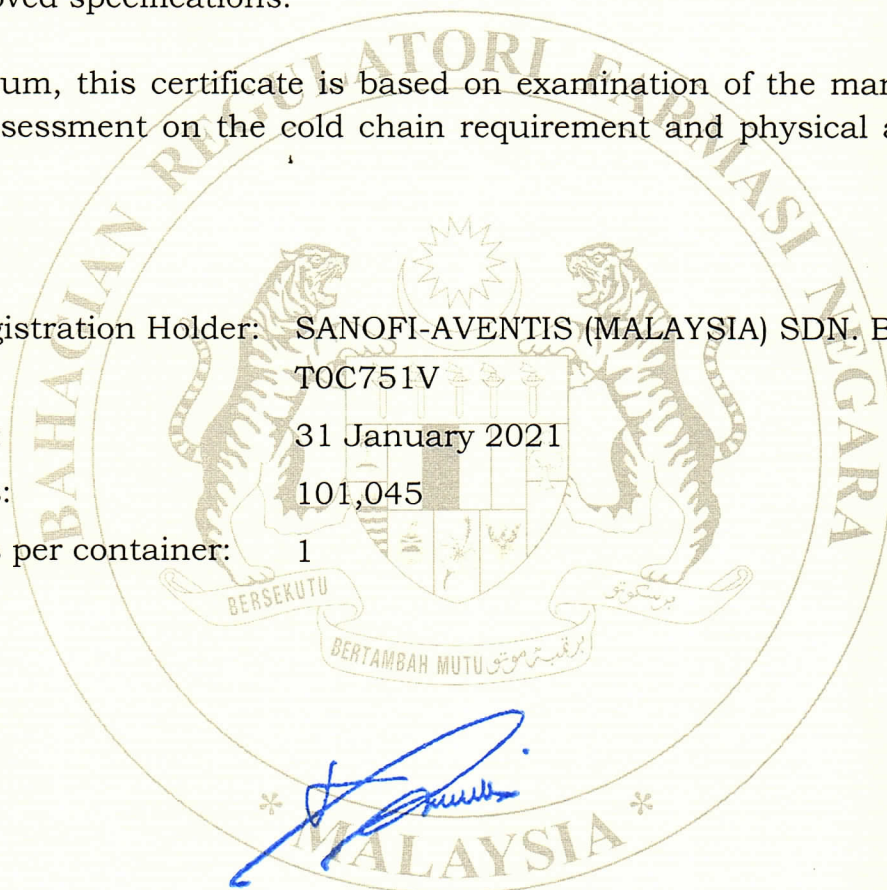 oved specifications.
um, this certificate is based on examination of the mar
sessment on the cold chain requirement and physical a
gistration Holder: SANOFI-AVENTIS (MALAYSIA) SDN. B
T0C751V
31 January 2021
s: 101,045
s per container: 1
BAHAGIAN REGULATORI FARMASI NEGARA
BERSEKUTU برسکوتو
BERTAMBAH MUTU
* MALAYSIA *